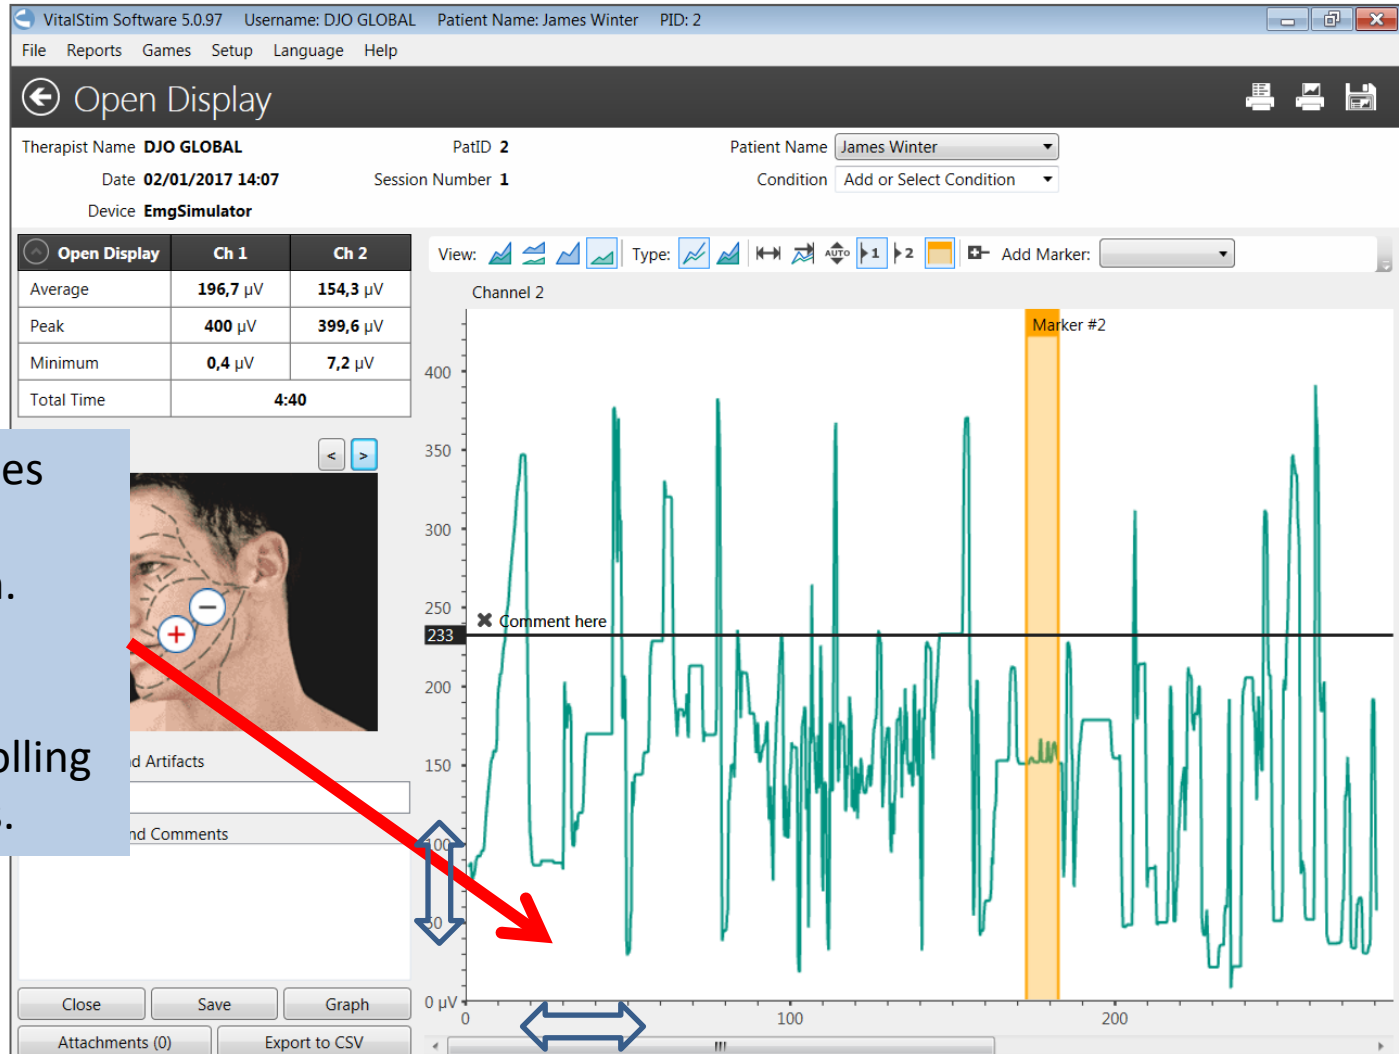 VitalStim Software 5.0.97 Username: DJO GLOBAL Patient Name: James Winter PID: 2
File Reports Games Setup Language Help
Open Display
Therapist Name DJO GLOBAL PatID 2 Patient Name James Winter
Date 02/01/2017 14:07 Session Number 1 Condition Add or Select Condition
Device EmgSimulator
Open Display Ch 1 Ch 2
Average 196,7 µV 154,3 µV
Peak 400 µV 399,6 µV
Minimum 0,4 µV 7,2 µV
Total Time 4:40
View: Type: AUTO 1 2 Add Marker:
Channel 2
Marker #2
400
350
300
250
Comment here
233
200
150
100
50
0 µV
0 100 200
< >
− +
d Artifacts
nd Comments
Close Save Graph
Attachments (0) Export to CSV